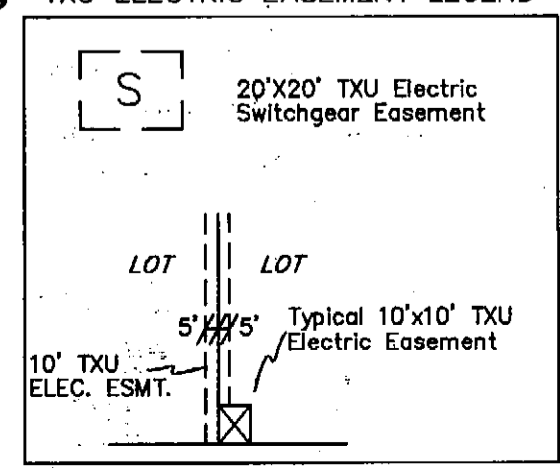 TXU ELECTRIC EASEMENT LEGEND
S
20'X20' TXU Electric
Switchgear Easement
LOT
LOT
5'
5'
Typical 10'x10' TXU
Electric Easement
10' TXU
ELEC. ESMT.